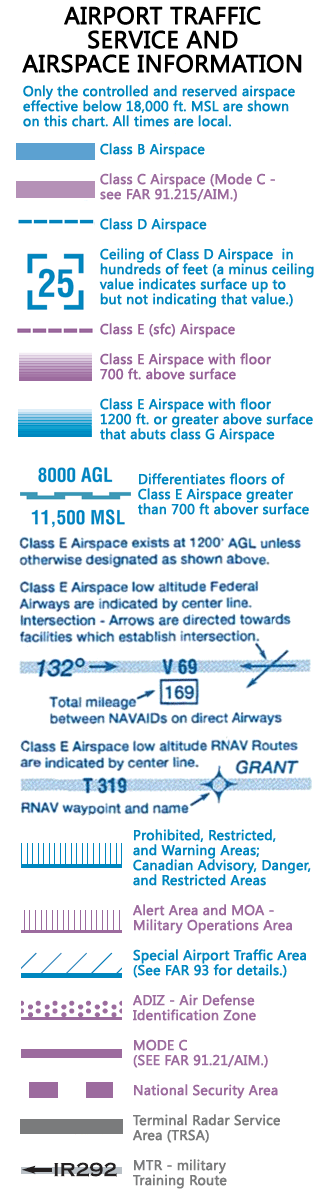 AIRPORT TRAFFIC
SERVICE AND
AIRSPACE INFORMATION
Only the controlled and reserved airspace
effective below 18,000 ft. MSL are shown
on this chart. All times are local.
Class B Airspace
Class C Airspace (Mode C -
see FAR 91.215/AIM.)
Class D Airspace
25
Ceiling of Class D Airspace in
hundreds of feet (a minus ceiling
value indicates surface up to
but not indicating that value.)
Class E (sfc) Airspace
Class E Airspace with floor
700 ft. above surface
Class E Airspace with floor
1200 ft. or greater above surface
that abuts class G Airspace
8000 AGL
11,500 MSL
Differentiates floors of
Class E Airspace greater
than 700 ft abover surface
Class E Airspace exists at 1200' AGL unless
otherwise designated as shown above.
Class E Airspace low altitude Federal
Airways are indicated by center line.
Intersection - Arrows are directed towards
facilities which establish intersection.
132° V 69
169
Total mileage
between NAVAIDs on direct Airways
Class E Airspace low altitude RNAV Routes
are indicated by center line.
GRANT
T 319
RNAV waypoint and name
Prohibited, Restricted,
and Warning Areas;
Canadian Advisory, Danger,
and Restricted Areas
Alert Area and MOA -
Military Operations Area
Special Airport Traffic Area
(See FAR 93 for details.)
ADIZ - Air Defense
Identification Zone
MODE C
(SEE FAR 91.21/AIM.)
National Security Area
Terminal Radar Service
Area (TRSA)
IR292
MTR - military
Training Route